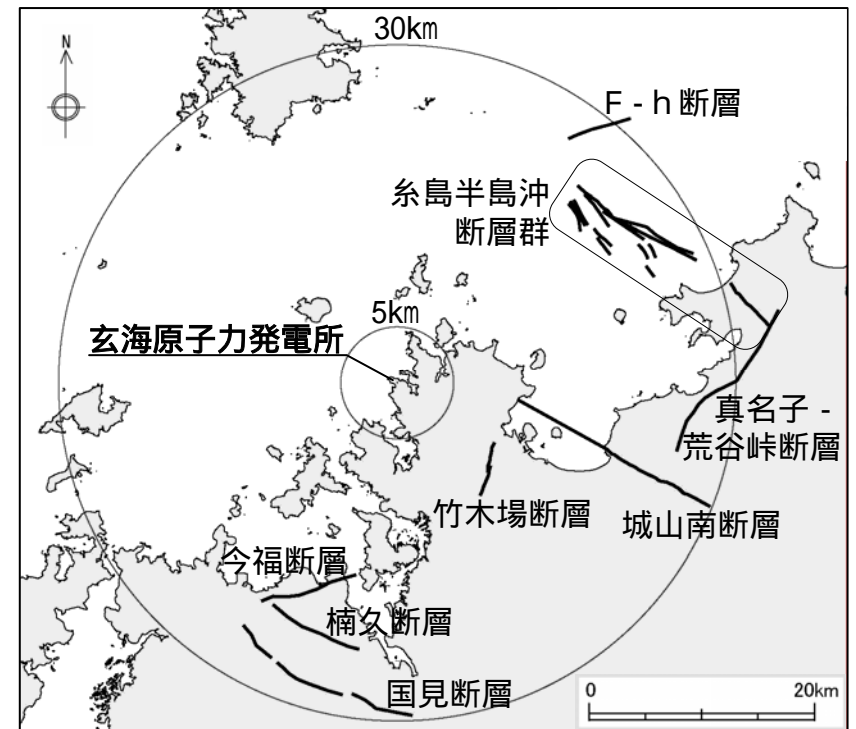 30km
N
F-h断層
糸島半島沖
断層群
5km
玄海原子力発電所
真名子-
荒谷峠断層
竹木場断層
城山南断層
今福断層
楠久断層
国見断層
0
20km